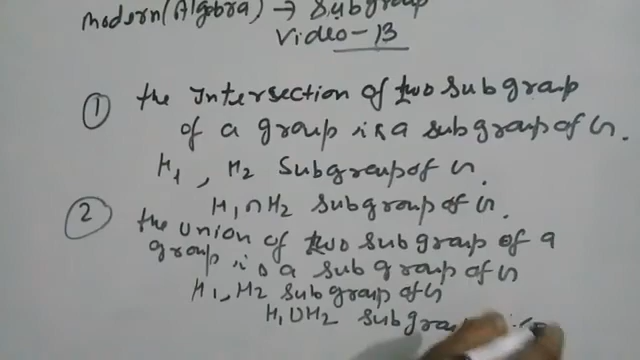 modern (Algebra) → Subgroup
Video-13
① the Intersection of two subgroup
of a group is a subgroup of G.
H1, H2 Subgroup of G.
H1∩H2 subgroup of G.
② the union of two subgroup of a
group is a subgroup of G
H1, H2 subgroup of G
H1∪H2